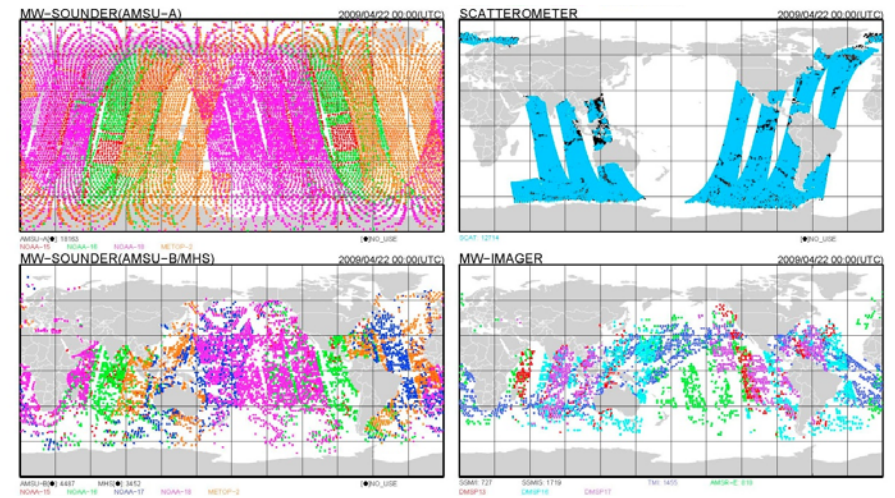 MW-SOUNDER(AMSU-A) 2009/04/22 00:00(UTC)
AMSU-A[●] 18163 [●]NO_USE
NOAA-15 NOAA-16 NOAA-18 METOP-2
SCATTEROMETER 2009/04/22 00:00(UTC)
SCAT: 12714 [●]NO_USE
MW-SOUNDER(AMSU-B/MHS) 2009/04/22 00:00(UTC)
AMSU-B[●] 4487 MHS[●] 3452 [●]NO_USE
NOAA-15 NOAA-16 NOAA-17 NOAA-18 METOP-2
MW-IMAGER 2009/04/22 00:00(UTC)
SSM/I: 727 SSMIS: 1719 TMI: 1455 AMSR-E: 819
DMSP13 DMSP16 DMSP17